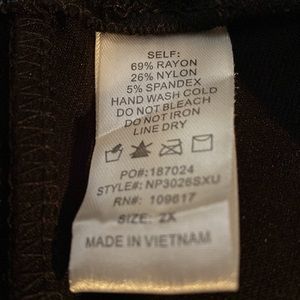 SELF:
69% RAYON
26% NYLON
5% SPANDEX
HAND WASH COLD
DO NOT BLEACH
DO NOT IRON
LINE DRY
PO#:187024
STYLE#: NP3026SXU
RN#: 109617
SIZE: 2X
MADE IN VIETNAM